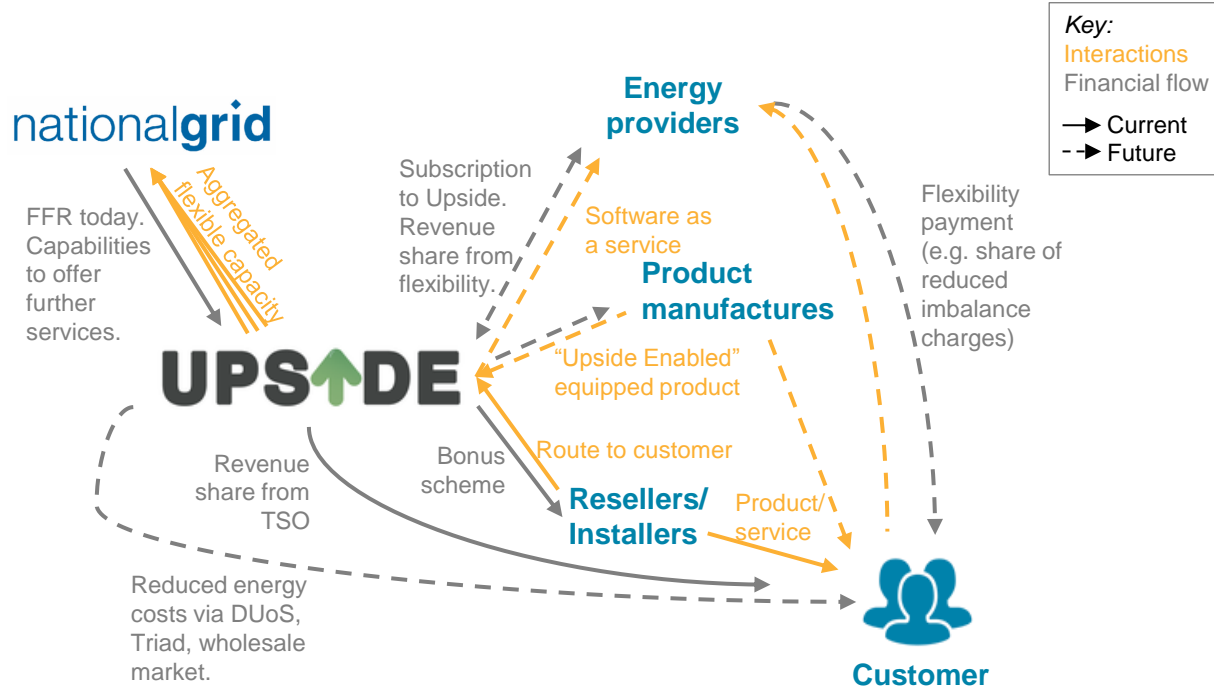 Key:
Interactions
Financial flow
Current
Future
nationalgrid
Energy
providers
Aggregated
flexible capacity
FFR today.
Capabilities
to offer
further
services.
Subscription
to Upside.
Revenue
share from
flexibility.
Software as
a service
Flexibility
payment
(e.g. share of
reduced
imbalance
charges)
Product
manufactures
UPSIDE
“Upside Enabled”
equipped product
Revenue
share from
TSO
Bonus
scheme
Route to customer
Resellers/
Installers
Product/
service
Reduced energy
costs via DUoS,
Triad, wholesale
market.
Customer